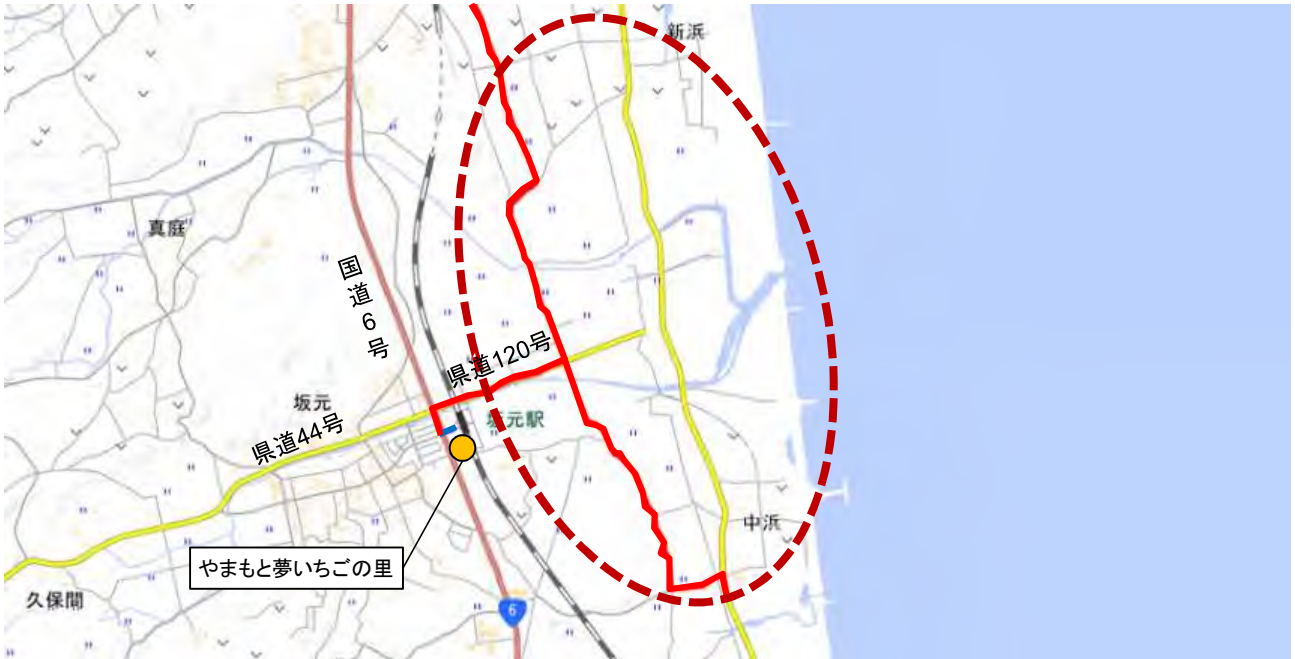 新浜
真庭
国道6号
県道120号
坂元
坂元駅
県道44号
中浜
やまもと夢いちごの里
久保間
6